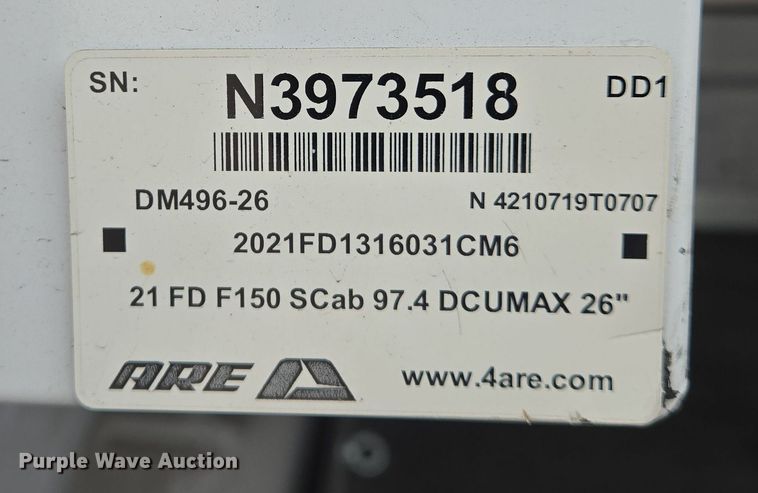 SN: N3973518 DD1
DM496-26 N 4210719T0707
2021FD1316031CM6
21 FD F150 SCab 97.4 DCUMAX 26"
ARE www.4are.com
Purple Wave Auction